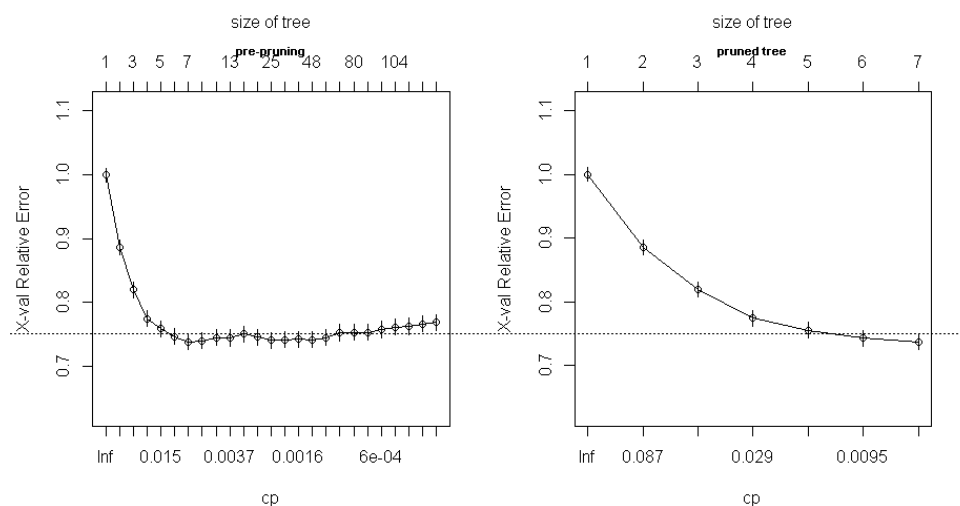 size of tree
pre-pruning
1 3 5 7 13 25 48 80 104
X-val Relative Error
1.1
1.0
0.9
0.8
0.7
Inf 0.015 0.0037 0.0016 6e-04
cp
size of tree
pruned tree
1 2 3 4 5 6 7
X-val Relative Error
1.1
1.0
0.9
0.8
0.7
Inf 0.087 0.029 0.0095
cp